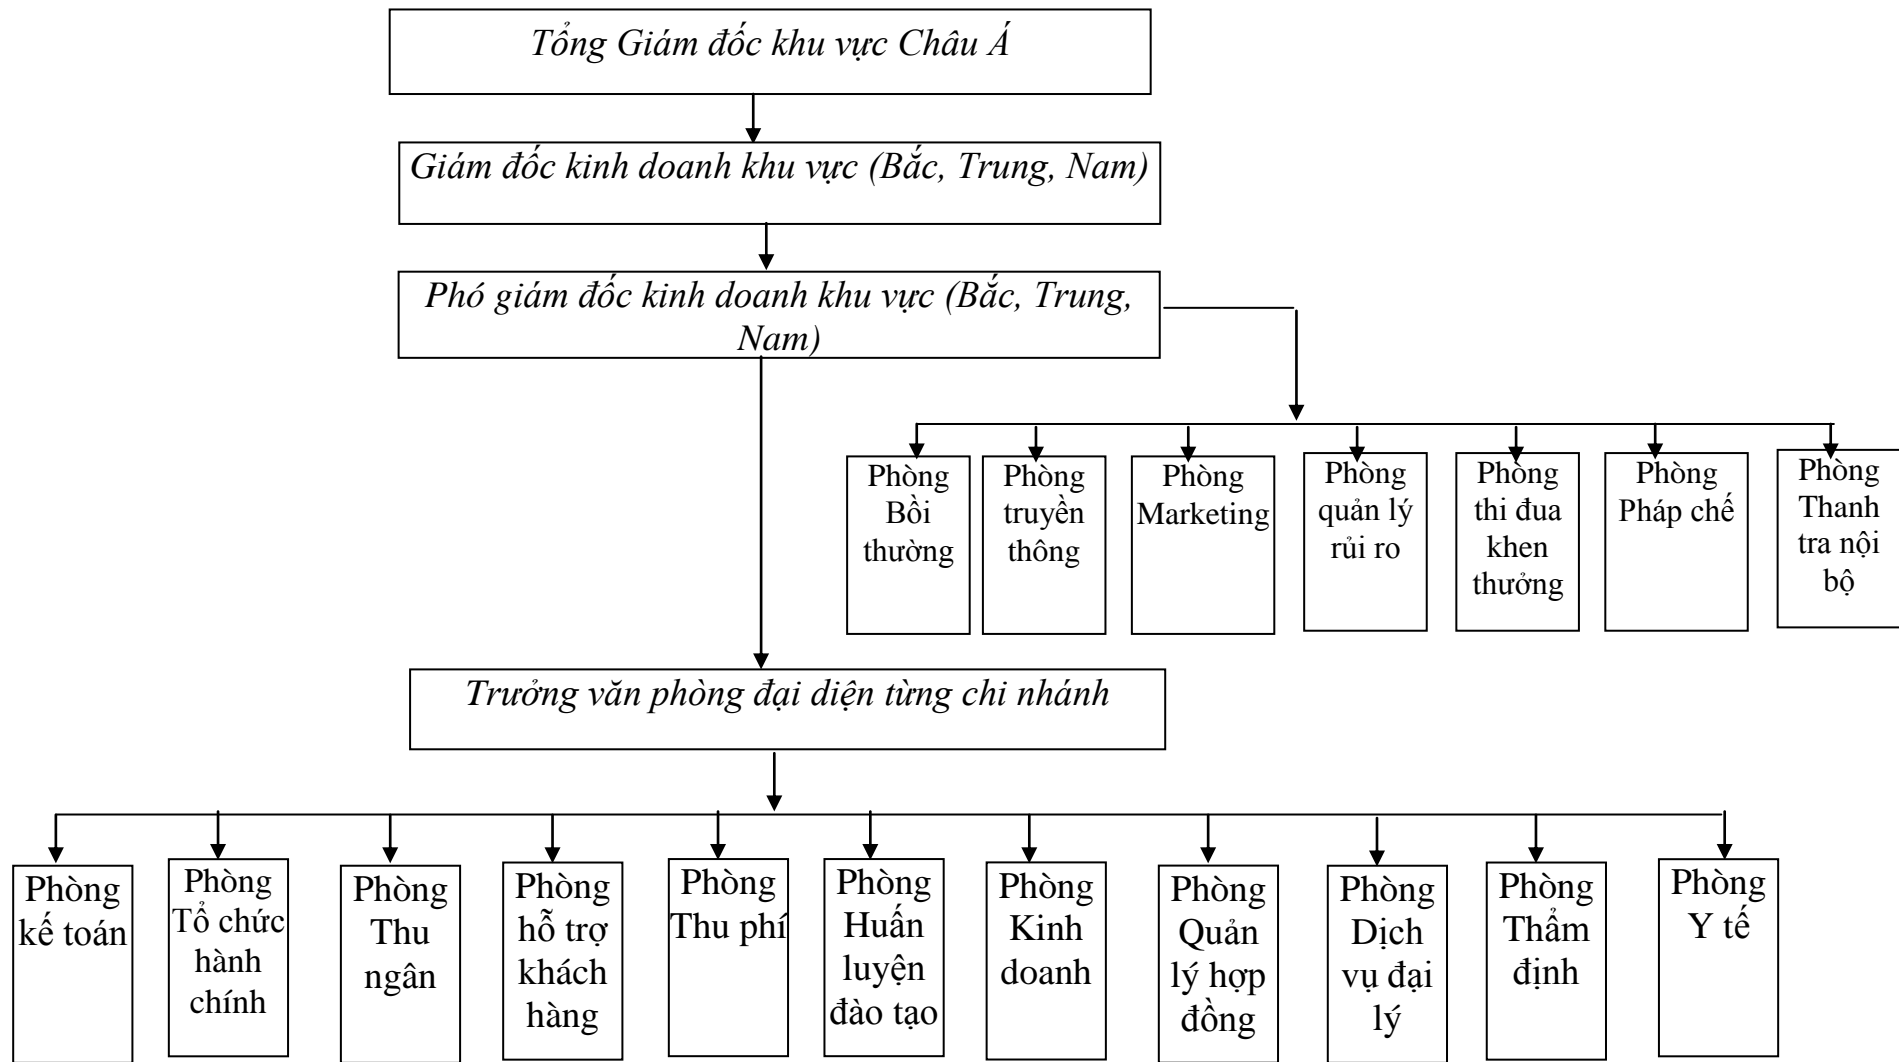 Tổng Giám đốc khu vực Châu Á
Giám đốc kinh doanh khu vực (Bắc, Trung, Nam)
Phó giám đốc kinh doanh khu vực (Bắc, Trung,
Nam)
Phòng
Bồi
thường
Phòng
truyền
thông
Phòng
Marketing
Phòng
quản lý
rủi ro
Phòng
thi đua
khen
thưởng
Phòng
Pháp chế
Phòng
Thanh
tra nội
bộ
Trưởng văn phòng đại diện từng chi nhánh
Phòng
kế toán
Phòng
Tổ chức
hành
chính
Phòng
Thu
ngân
Phòng
hỗ trợ
khách
hàng
Phòng
Thu phí
Phòng
Huấn
luyện
đào tạo
Phòng
Kinh
doanh
Phòng
Quản
lý hợp
đồng
Phòng
Dịch
vụ đại
lý
Phòng
Thẩm
định
Phòng
Y tế